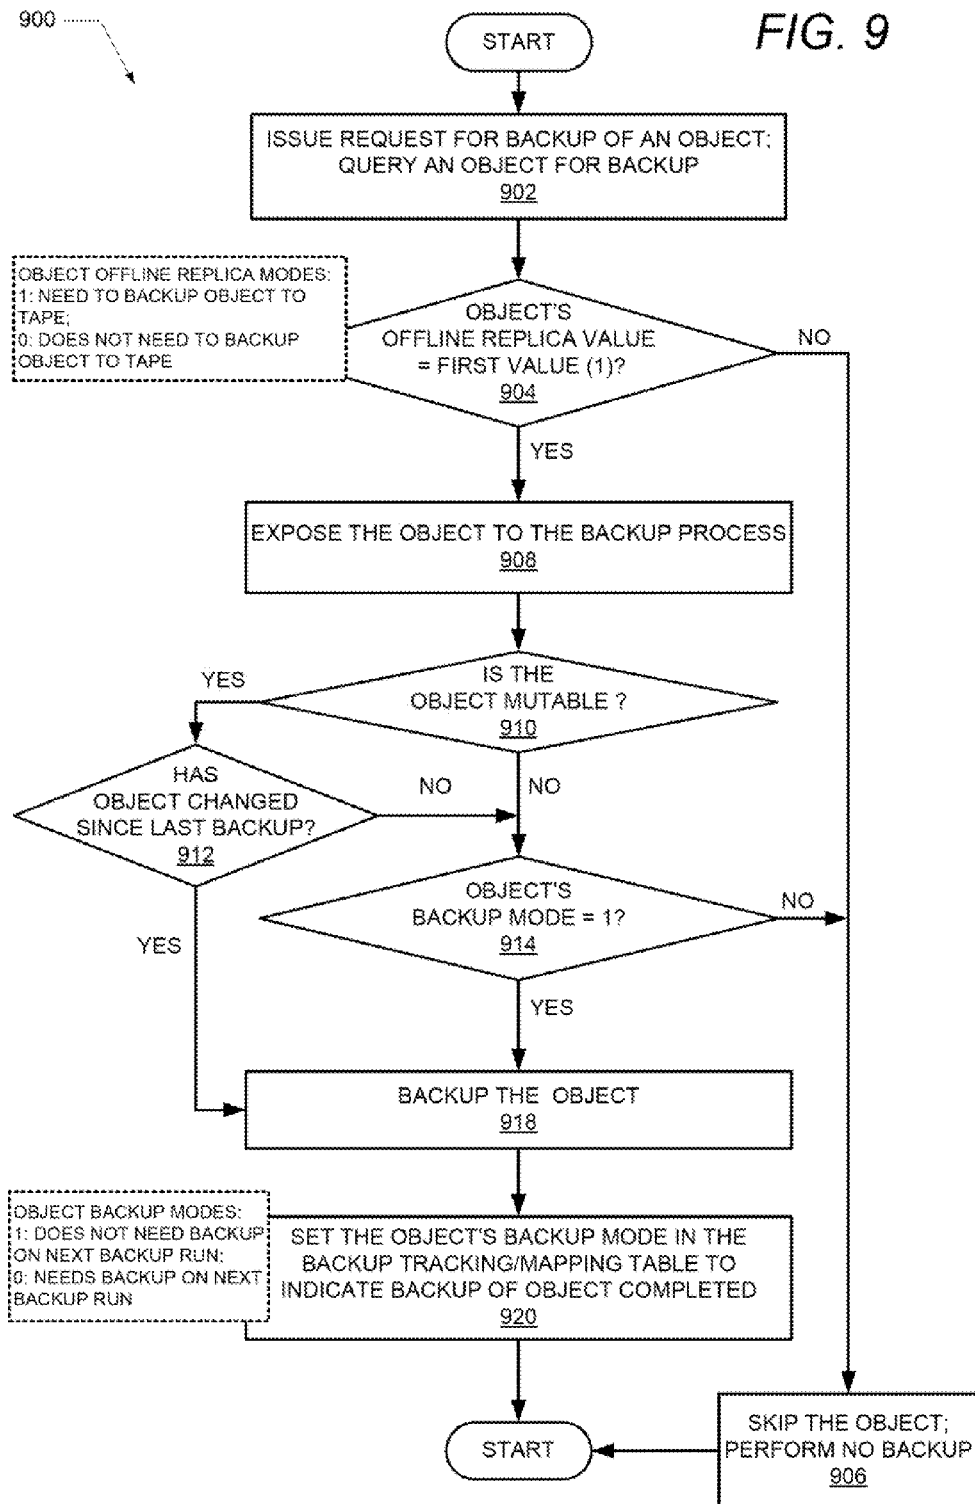 900
START
FIG. 9
ISSUE REQUEST FOR BACKUP OF AN OBJECT;
QUERY AN OBJECT FOR BACKUP
902
OBJECT OFFLINE REPLICA MODES:
1: NEED TO BACKUP OBJECT TO
TAPE;
0: DOES NOT NEED TO BACKUP
OBJECT TO TAPE
OBJECT'S
OFFLINE REPLICA VALUE
= FIRST VALUE (1)?
904
NO
YES
EXPOSE THE OBJECT TO THE BACKUP PROCESS
908
IS THE
OBJECT MUTABLE ?
910
YES
NO
HAS
OBJECT CHANGED
SINCE LAST BACKUP?
912
NO
YES
OBJECT'S
BACKUP MODE = 1?
914
NO
YES
BACKUP THE OBJECT
918
OBJECT BACKUP MODES:
1: DOES NOT NEED BACKUP
ON NEXT BACKUP RUN;
0: NEEDS BACKUP ON NEXT
BACKUP RUN
SET THE OBJECT'S BACKUP MODE IN THE
BACKUP TRACKING/MAPPING TABLE TO
INDICATE BACKUP OF OBJECT COMPLETED
920
START
SKIP THE OBJECT;
PERFORM NO BACKUP
906